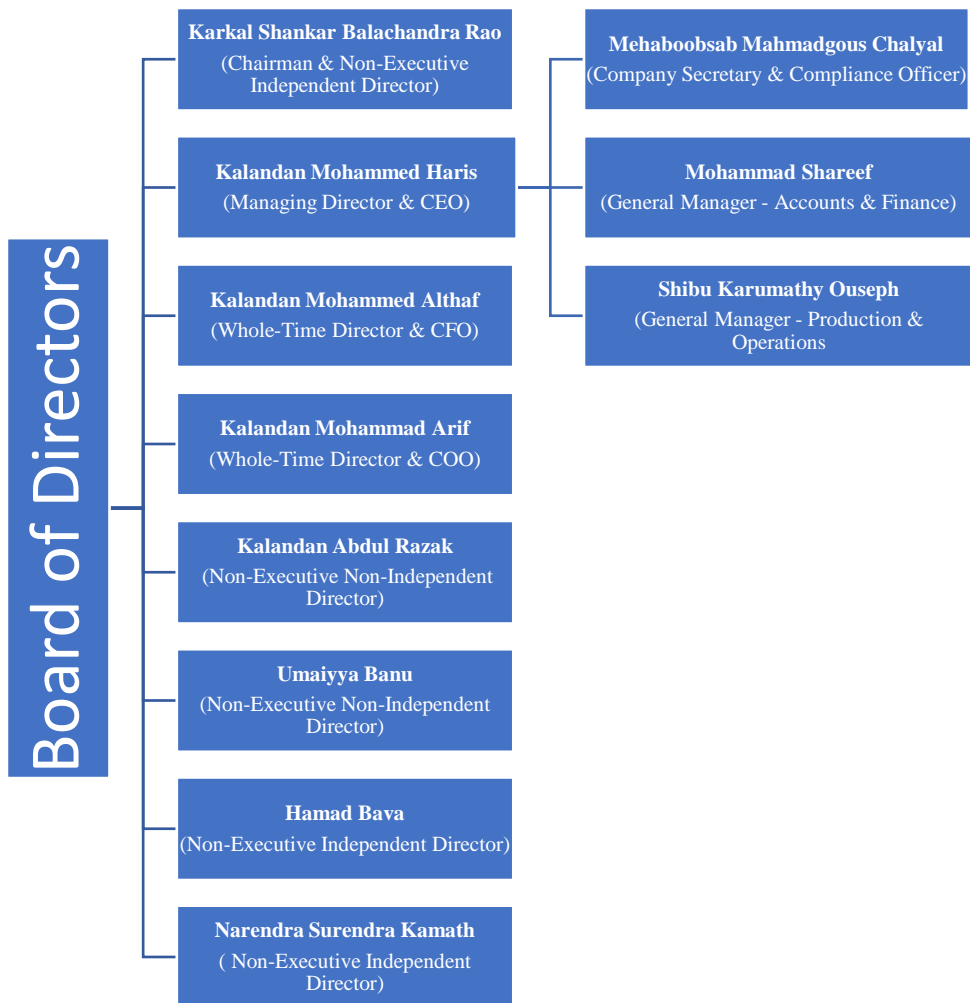 Board of Directors
Karkal Shankar Balachandra Rao
(Chairman & Non-Executive
Independent Director)
Kalandan Mohammed Haris
(Managing Director & CEO)
Mehaboobsab Mahmadgous Chalyal
(Company Secretary & Compliance Officer)
Mohammad Shareef
(General Manager - Accounts & Finance)
Shibu Karumathy Ouseph
(General Manager - Production &
Operations
Kalandan Mohammed Althaf
(Whole-Time Director & CFO)
Kalandan Mohammad Arif
(Whole-Time Director & COO)
Kalandan Abdul Razak
(Non-Executive Non-Independent
Director)
Umaiyya Banu
(Non-Executive Non-Independent
Director)
Hamad Bava
(Non-Executive Independent Director)
Narendra Surendra Kamath
( Non-Executive Independent
Director)